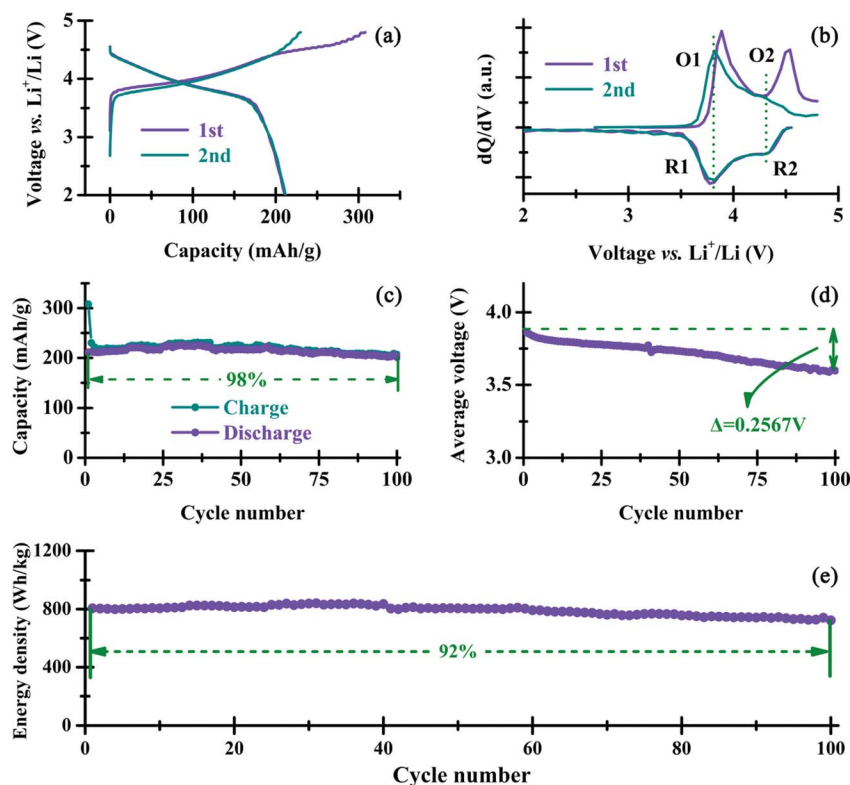 (a)
Voltage vs. Li+/Li (V)
5
4
3
2
1st
2nd
0
100
200
300
Capacity (mAh/g)
(b)
dQ/dV (a.u.)
1st
2nd
O1
O2
R1
R2
2
3
4
5
Voltage vs. Li+/Li (V)
(c)
Capacity (mAh/g)
300
200
100
0
98%
Charge
Discharge
0
25
50
75
100
Cycle number
(d)
Average voltage (V)
4.2
3.9
3.6
3.0
Δ=0.2567V
0
25
50
75
100
Cycle number
(e)
Energy density (Wh/kg)
1200
800
400
0
92%
0
20
40
60
80
100
Cycle number